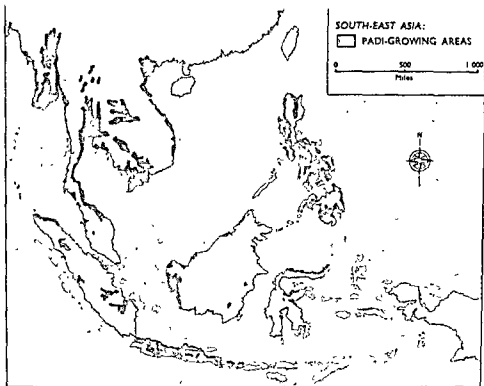 SOUTH-EAST ASIA:
PADI-GROWING AREAS
0 500 1 000
Miles
N